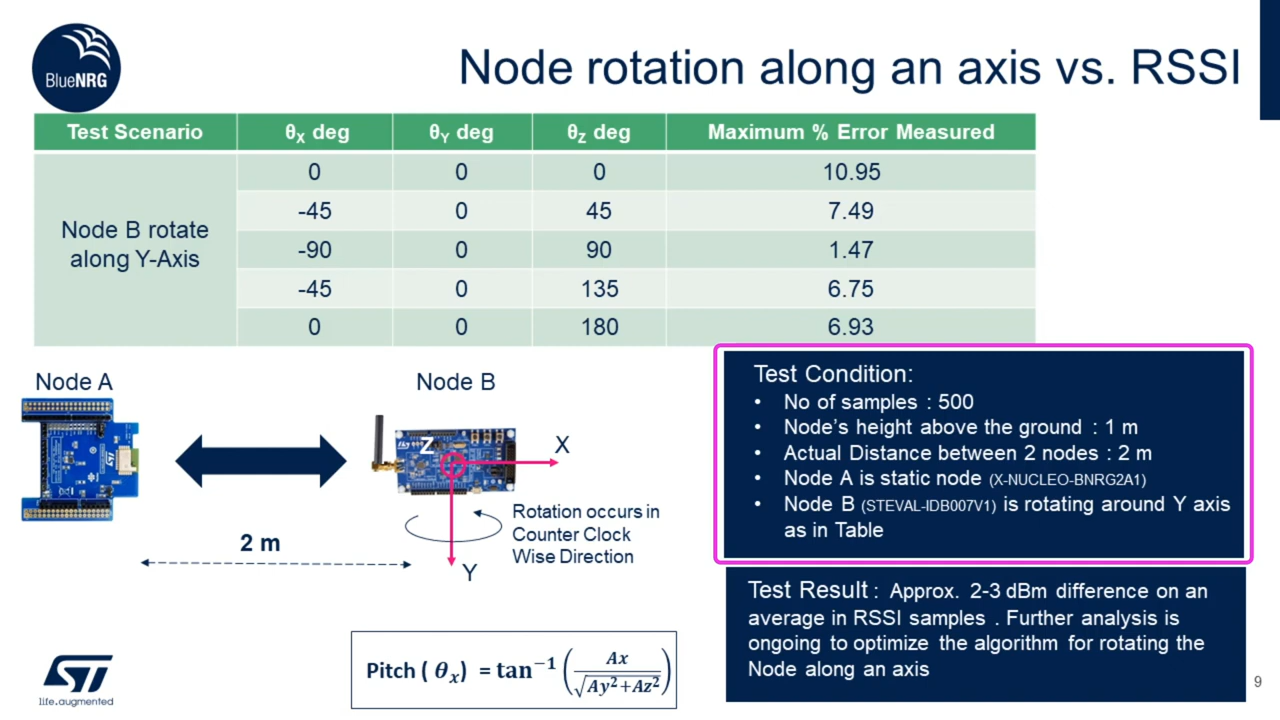 BlueNRG
Node rotation along an axis vs. RSSI
Test Scenario θX deg θY deg θZ deg Maximum % Error Measured
Node B rotate
along Y-Axis
0 0 0 10.95
-45 0 45 7.49
-90 0 90 1.47
-45 0 135 6.75
0 0 180 6.93
Node A
Node B
Z
X
Y
2 m
Rotation occurs in
Counter Clock
Wise Direction
Test Condition:
• No of samples : 500
• Node's height above the ground : 1 m
• Actual Distance between 2 nodes : 2 m
• Node A is static node (X-NUCLEO-BNRG2A1)
• Node B (STEVAL-IDB007V1) is rotating around Y axis
as in Table
Test Result : Approx. 2-3 dBm difference on an
average in RSSI samples . Further analysis is
ongoing to optimize the algorithm for rotating the
Node along an axis
Pitch ( θx) = tan−1 (Ax / √Ay2+Az2)
ST
life.augmented
9